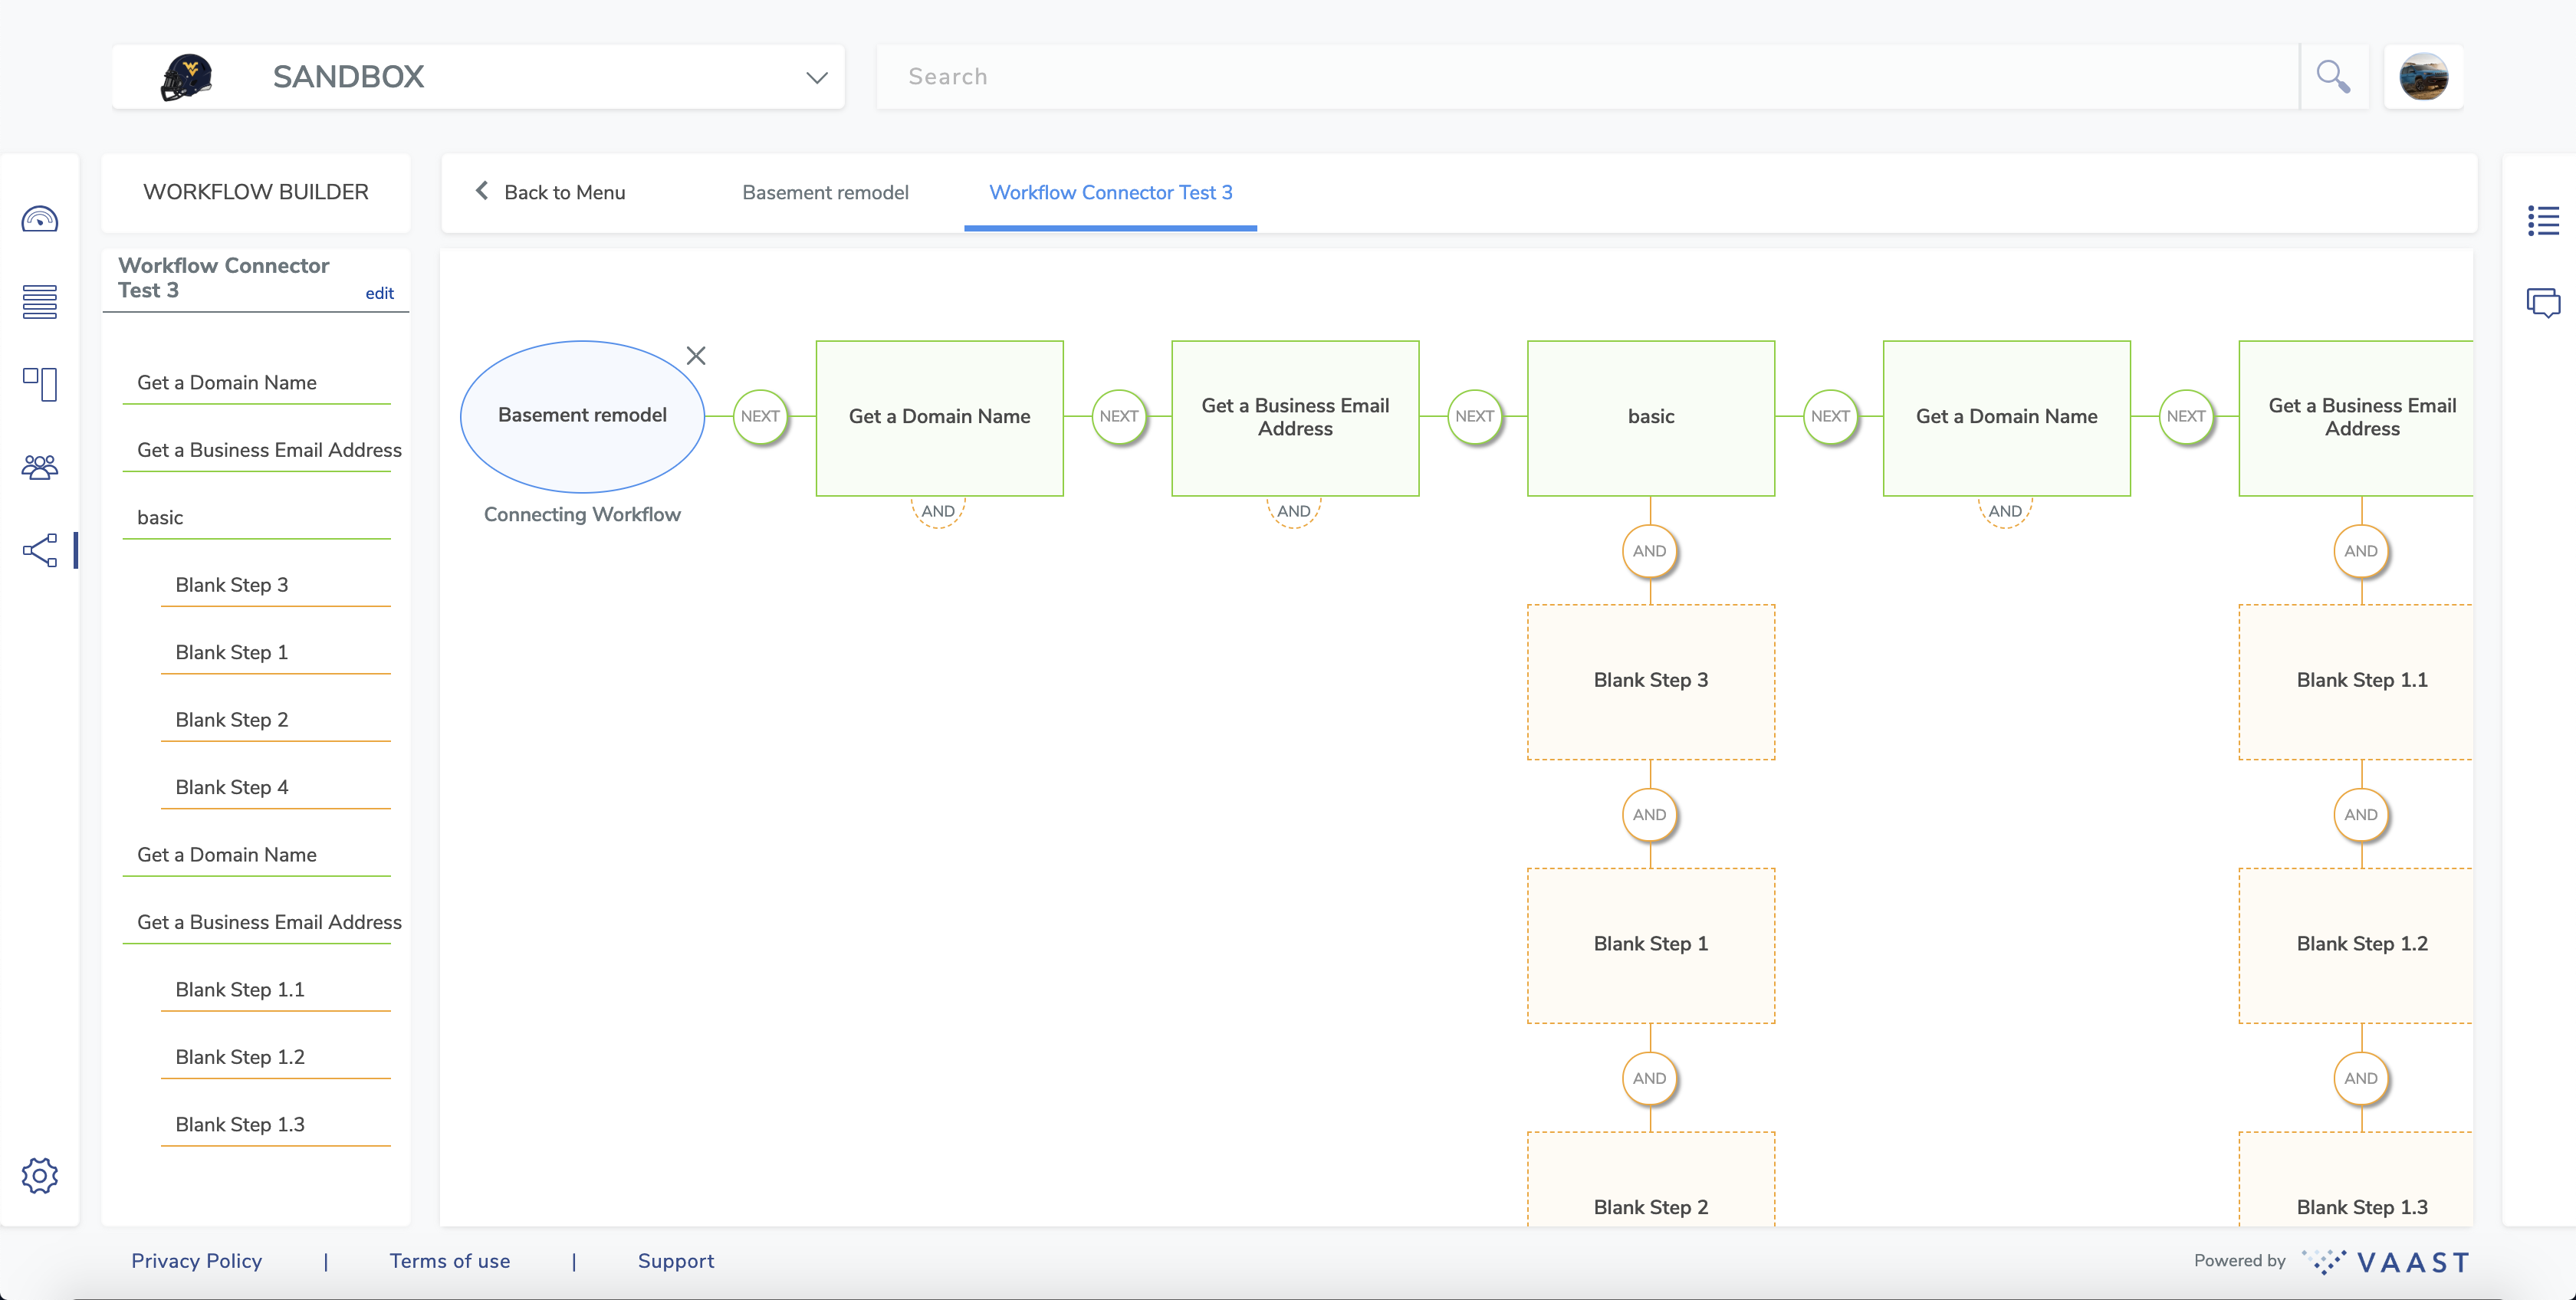 SANDBOX
Search
WORKFLOW BUILDER
Back to Menu
Basement remodel
Workflow Connector Test 3
Workflow Connector
Test 3
edit
Get a Domain Name
Get a Business Email Address
basic
Blank Step 3
Blank Step 1
Blank Step 2
Blank Step 4
Get a Domain Name
Get a Business Email Address
Blank Step 1.1
Blank Step 1.2
Blank Step 1.3
Basement remodel
Connecting Workflow
NEXT
Get a Domain Name
AND
NEXT
Get a Business Email
Address
AND
NEXT
basic
AND
Blank Step 3
AND
Blank Step 1
AND
Blank Step 2
NEXT
Get a Domain Name
AND
NEXT
Get a Business Email
Address
AND
Blank Step 1.1
AND
Blank Step 1.2
AND
Blank Step 1.3
Privacy Policy | Terms of use | Support
Powered by VAAST